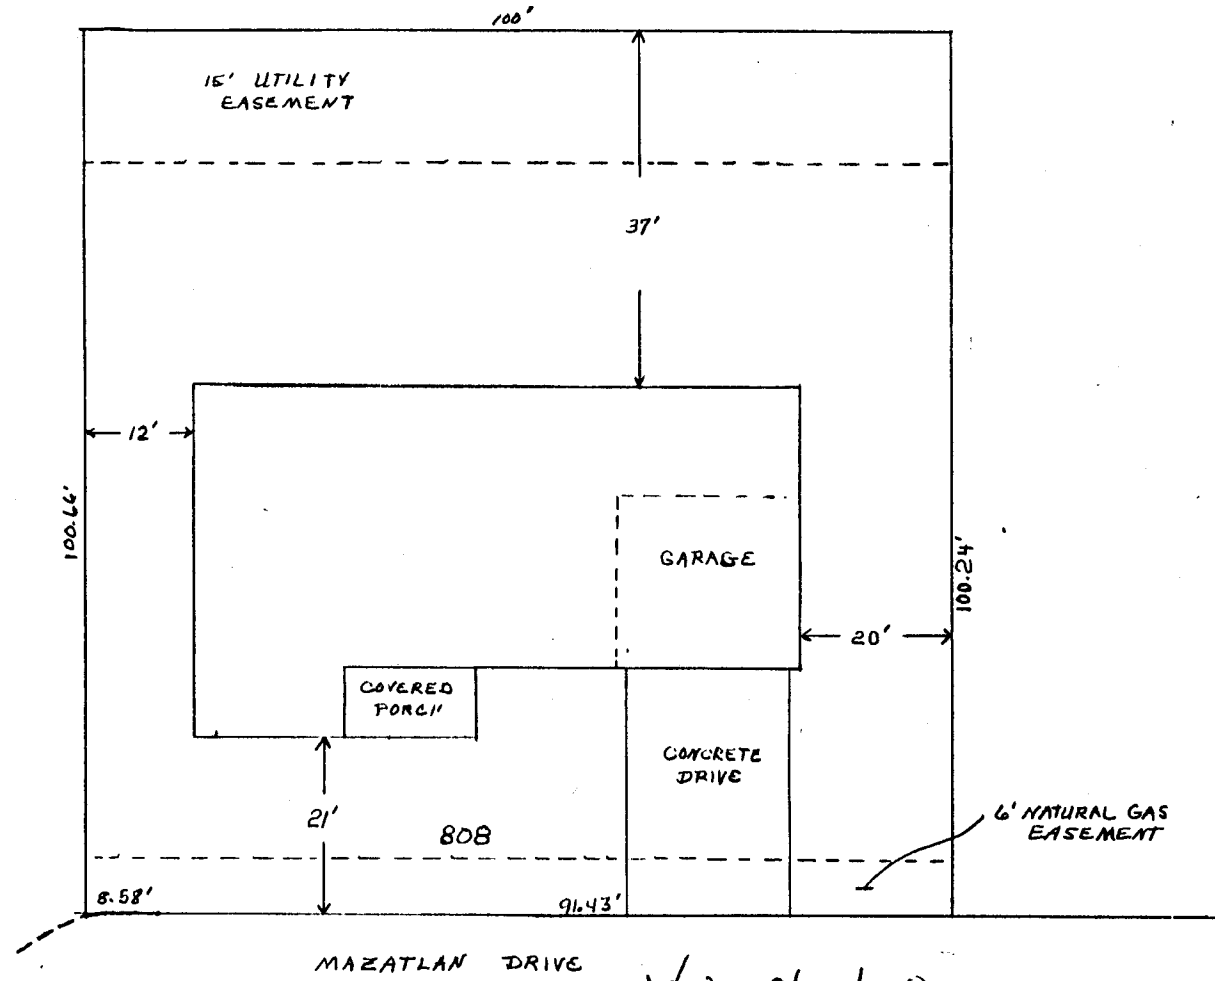 100'
15' UTILITY
EASEMENT
37'
12'
100.66'
GARAGE
100.24'
20'
COVERED
PORCH
CONCRETE
DRIVE
21'
808
6' NATURAL GAS
EASEMENT
8.58'
91.43'
MAZATLAN DRIVE